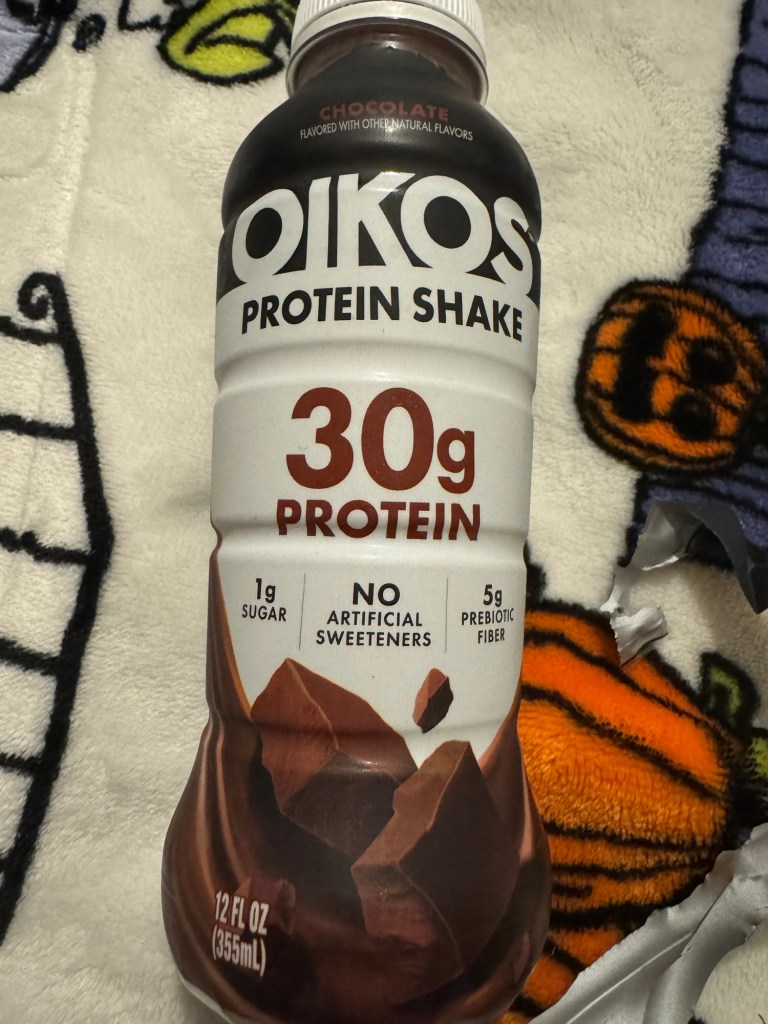 CHOCOLATE
FLAVORED WITH OTHER NATURAL FLAVORS
OIKOS
PROTEIN SHAKE
30g
PROTEIN
1g
SUGAR
NO
ARTIFICIAL
SWEETENERS
5g
PREBIOTIC
FIBER
12 FL OZ
(355mL)